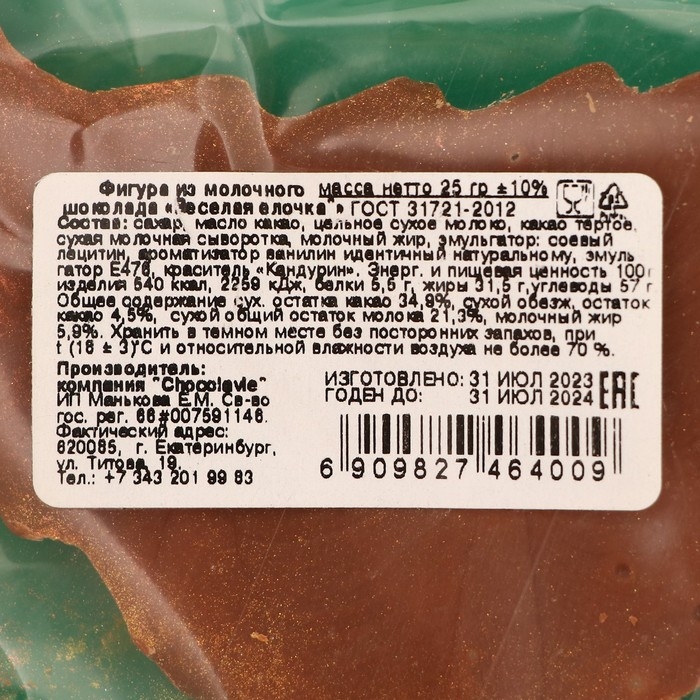 Фигура из молочного масса нетто 25 гр ±10%
шоколада «Веселая елочка"» ГОСТ 31721-2012
Состав: сахар, масло какао, цельное сухое молоко, какао тертое,
сухая молочная сыворотка, молочный жир, эмульгатор: соевый
лецитин, ароматизатор ванилин идентичный натуральному, эмуль
гатор Е476, краситель «Кандурин». Энерг. и пищевая ценность 100г
изделия 540 ккал, 2259 кДж, белки 5,6 г, жиры 31,5 г,углеводы 57 г
Общее содержание сух. остатка какао 34,9%, сухой обезж, остаток
какао 4,5%, сухой общий остаток молока 21,3%, молочный жир
5,9%. Хранить в темном месте без посторонних запахов, при
t (18 ± 3)°С и относительной влажности воздуха не более 70 %.
Производитель:
компания "Chocolavie"
ИП Манькова Е.М. Св-во
гос. рег. 66#007591146.
Фактический адрес:
620085, г. Екатеринбург,
ул. Титова, 19.
Тел.: +7 343 201 99 83
ИЗГОТОВЛЕНО: 31 ИЮЛ 2023
ГОДЕН ДО: 31 ИЮЛ 2024
EAC
6 909827 464009